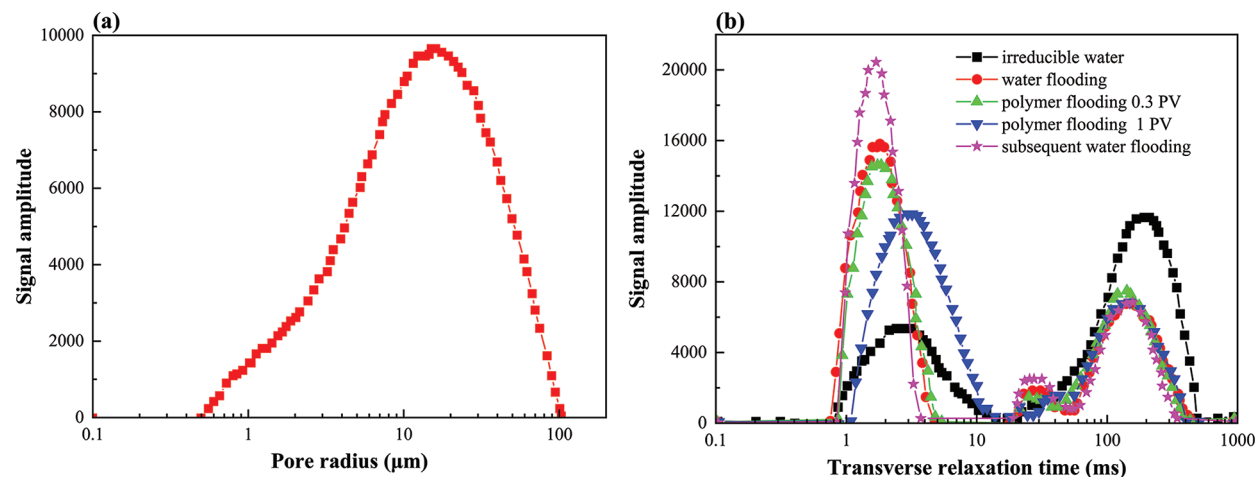 (a)
10000
8000
6000
4000
2000
0
Signal amplitude
0.1
1
10
100
Pore radius (μm)
(b)
20000
16000
12000
8000
4000
0
Signal amplitude
irreducible water
water flooding
polymer flooding 0.3 PV
polymer flooding 1 PV
subsequent water flooding
0.1
1
10
100
1000
Transverse relaxation time (ms)